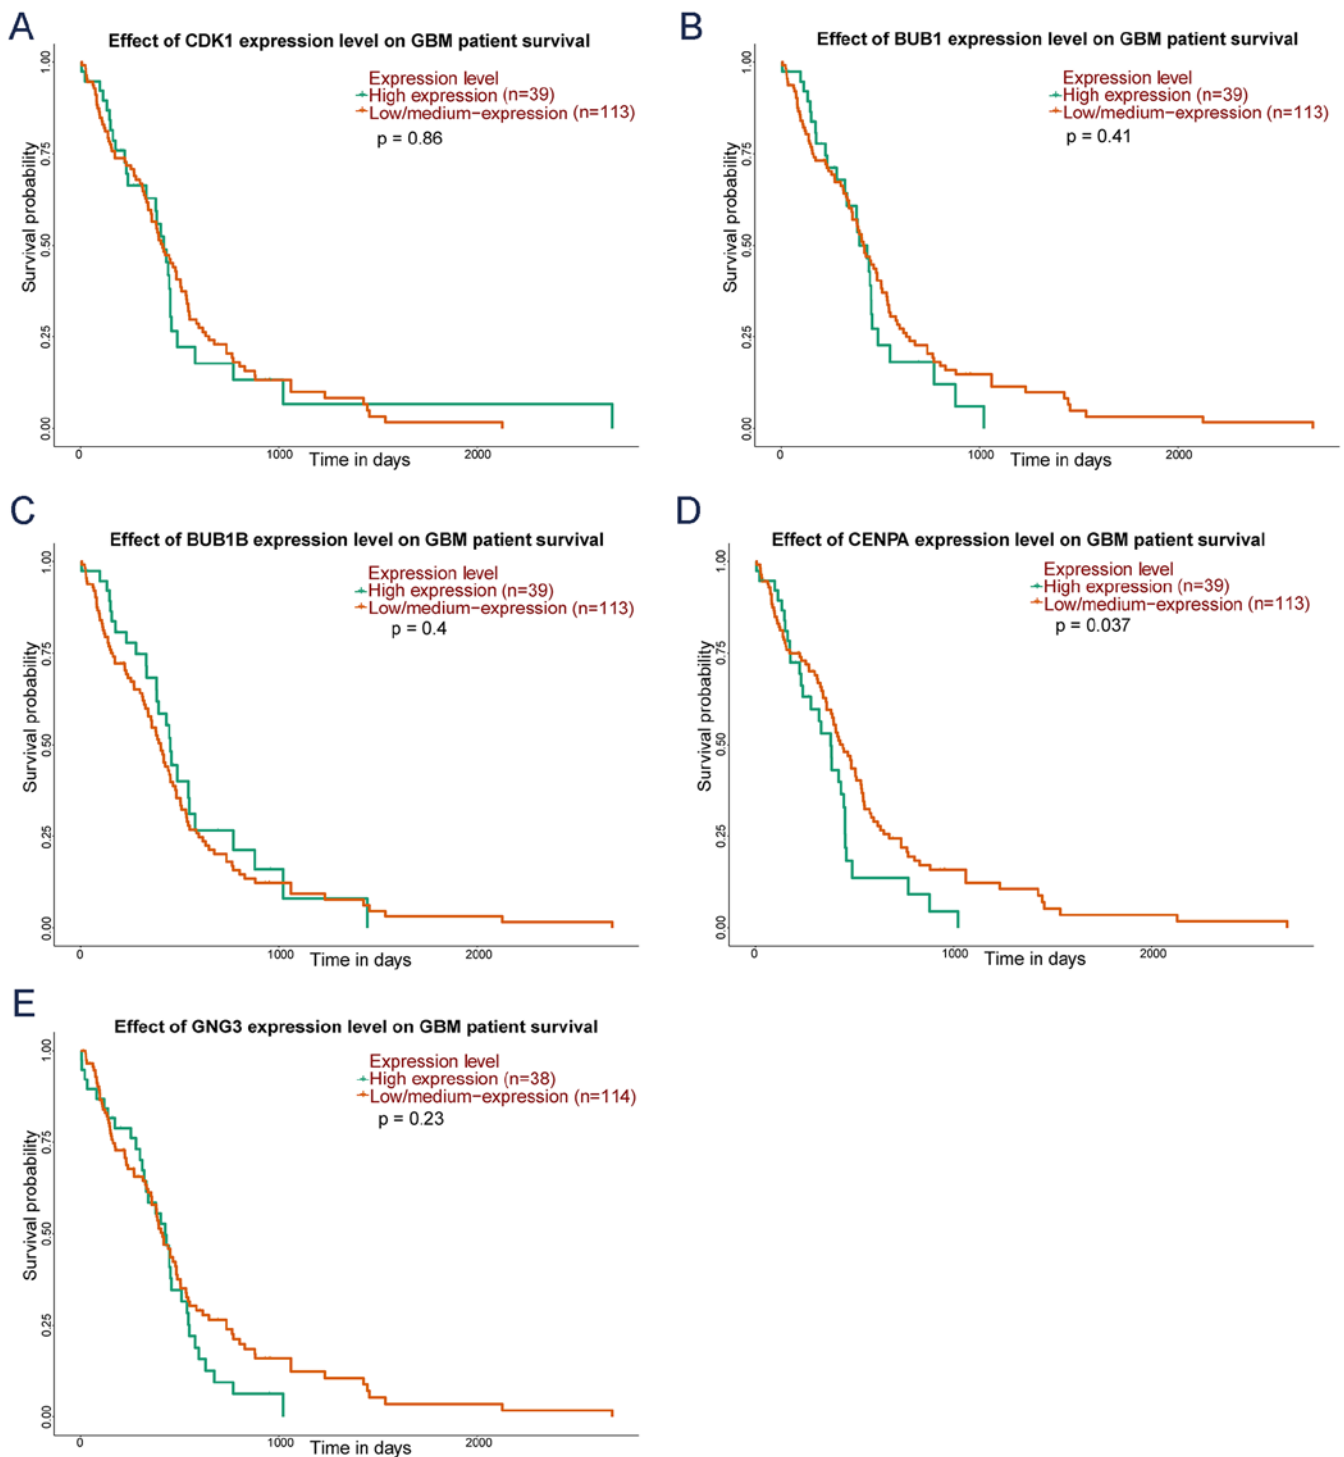 A
Effect of CDK1 expression level on GBM patient survival
Expression level
High expression (n=39)
Low/medium-expression (n=113)
p = 0.86
Survival probability
1.00
0.75
0.50
0.25
0.00
0
1000
2000
Time in days
B
Effect of BUB1 expression level on GBM patient survival
Expression level
High expression (n=39)
Low/medium-expression (n=113)
p = 0.41
Survival probability
1.00
0.75
0.50
0.25
0.00
0
1000
2000
Time in days
C
Effect of BUB1B expression level on GBM patient survival
Expression level
High expression (n=39)
Low/medium-expression (n=113)
p = 0.4
Survival probability
1.00
0.75
0.50
0.25
0.00
0
1000
2000
Time in days
D
Effect of CENPA expression level on GBM patient survival
Expression level
High expression (n=39)
Low/medium-expression (n=113)
p = 0.037
Survival probability
1.00
0.75
0.50
0.25
0.00
0
1000
2000
Time in days
E
Effect of GNG3 expression level on GBM patient survival
Expression level
High expression (n=38)
Low/medium-expression (n=114)
p = 0.23
Survival probability
1.00
0.75
0.50
0.25
0.00
0
1000
2000
Time in days